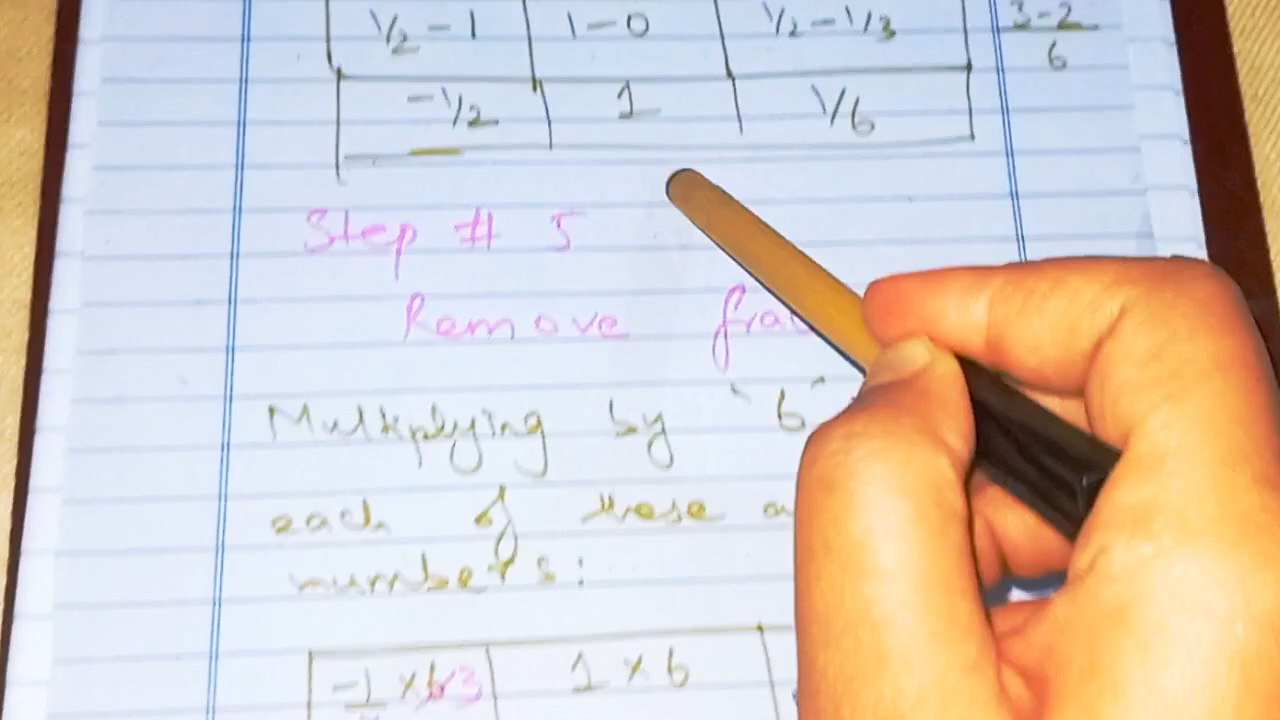 1/2 - 1 1 - 0 1/2 - 1/3 3-2
6
-1/2 1 1/6
Step # 5
Remove
Multiplying by "6"
each of these
numbers:
-1 × 6 3 1 × 6